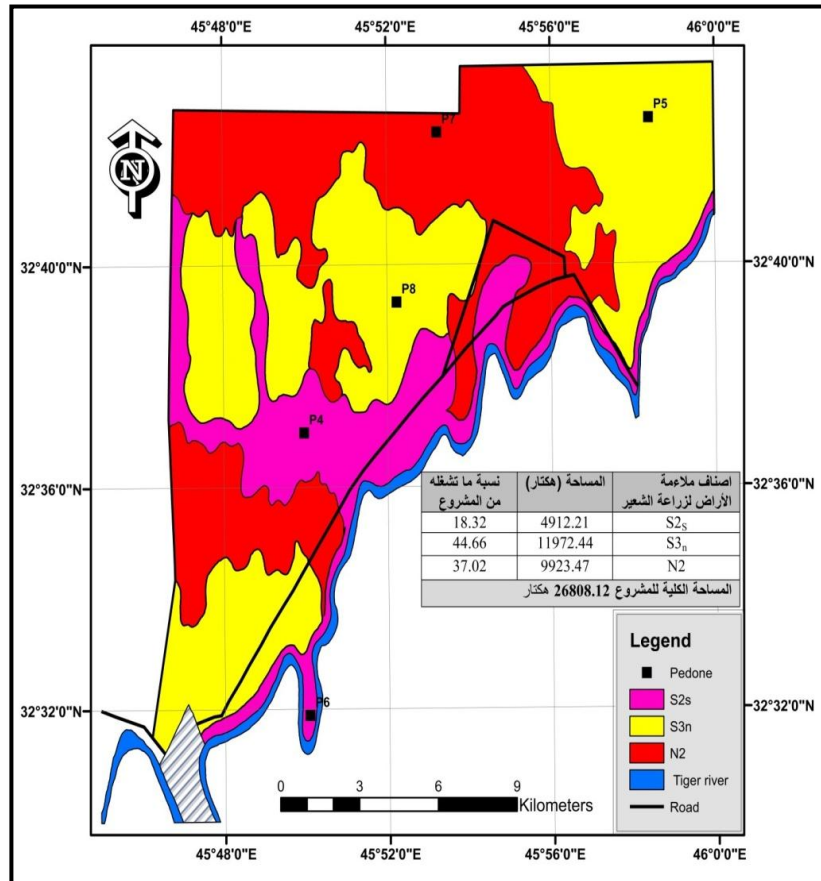 45°48'0"E 45°52'0"E 45°56'0"E 46°0'0"E
P5
P7
N
32°40'0"N 32°40'0"N
P8
P4
32°36'0"N 32°36'0"N
اصناف ملاءمة الأراض لزراعة الشعير المساحة (هكتار) نسبة ما تشغله من المشروع
S2s 4912.21 18.32
S3n 11972.44 44.66
N2 9923.47 37.02
المساحة الكلية للمشروع 26808.12 هكتار
Legend
Pedone
S2s
S3n
N2
Tiger river
Road
P6
32°32'0"N 32°32'0"N
0 3 6 9
Kilometers
45°48'0"E 45°52'0"E 45°56'0"E 46°0'0"E